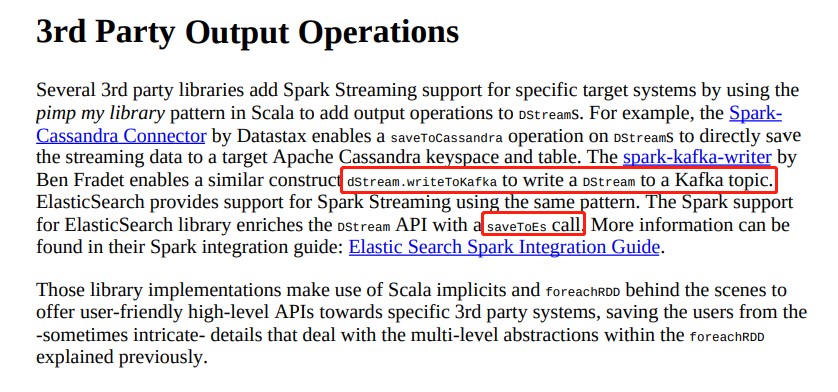 3rd Party Output Operations
Several 3rd party libraries add Spark Streaming support for specific target systems by using the
pimp my library pattern in Scala to add output operations to DStreams. For example, the Spark-
Cassandra Connector by Datastax enables a saveToCassandra operation on DStreams to directly save
the streaming data to a target Apache Cassandra keyspace and table. The spark-kafka-writer by
Ben Fradet enables a similar construct dStream.writeToKafka to write a DStream to a Kafka topic.
ElasticSearch provides support for Spark Streaming using the same pattern. The Spark support
for ElasticSearch library enriches the DStream API with a saveToEs call. More information can be
found in their Spark integration guide: Elastic Search Spark Integration Guide.
Those library implementations make use of Scala implicits and foreachRDD behind the scenes to
offer user-friendly high-level APIs towards specific 3rd party systems, saving the users from the
-sometimes intricate- details that deal with the multi-level abstractions within the foreachRDD
explained previously.